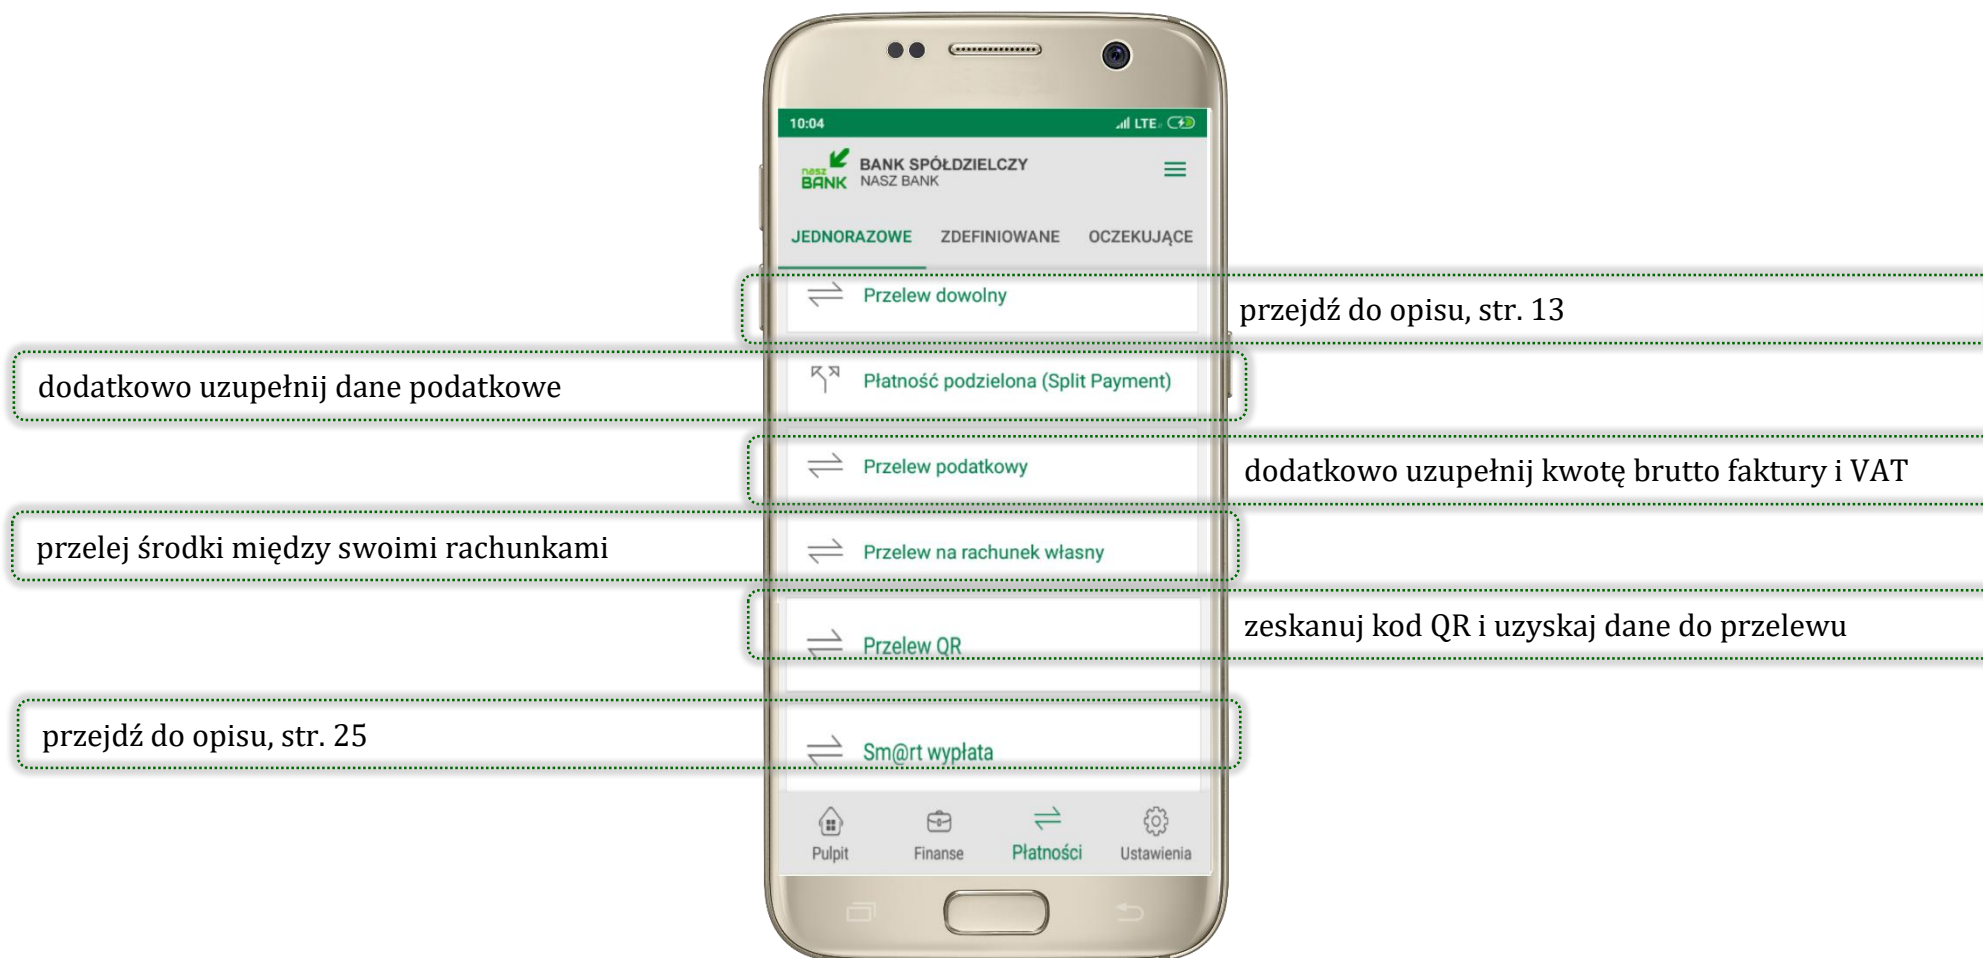 10:04 LTE
nasz BANK
BANK SPÓŁDZIELCZY
NASZ BANK
JEDNORAZOWE ZDEFINIOWANE OCZEKUJĄCE
Przelew dowolny
przejdź do opisu, str. 13
dodatkowo uzupełnij dane podatkowe
Płatność podzielona (Split Payment)
Przelew podatkowy
dodatkowo uzupełnij kwotę brutto faktury i VAT
przelej środki między swoimi rachunkami
Przelew na rachunek własny
Przelew QR
zeskanuj kod QR i uzyskaj dane do przelewu
przejdź do opisu, str. 25
Sm@rt wypłata
Pulpit Finanse Płatności Ustawienia